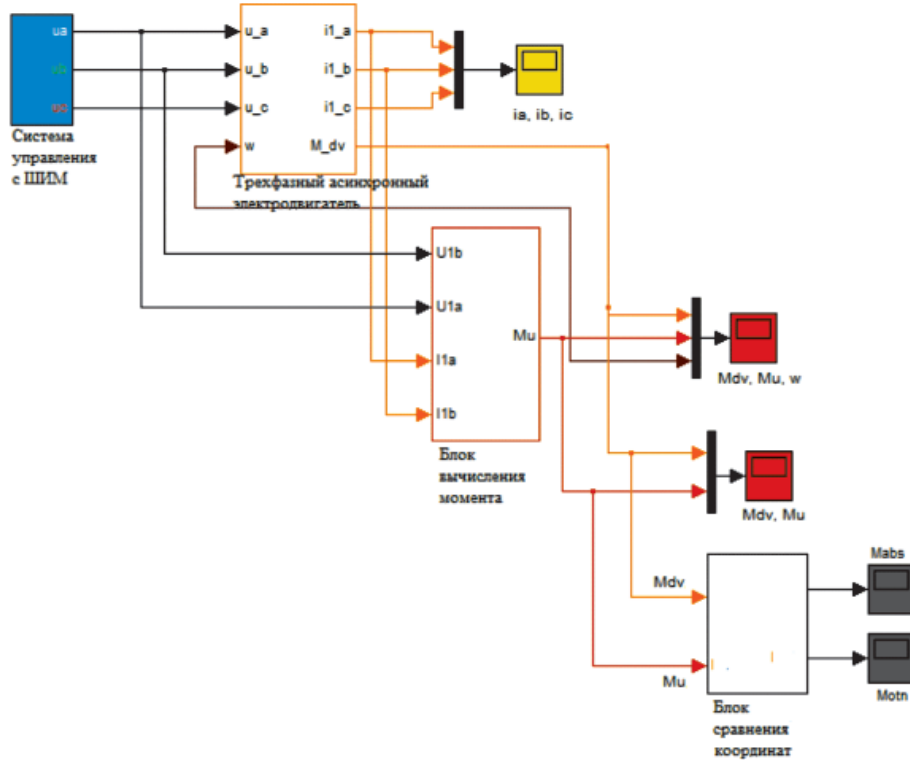 ua
u_a
i1_a
u_b
i1_b
u_c
i1_c
w
M_dv
ia, ib, ic
Система
управления
с ШИМ
Трехфазный асинхронный
электродвигатель
U1b
U1a
I1a
I1b
Mu
Mdv, Mu, w
Блок
вычисления
момента
Mdv, Mu
Mdv
Mu
Mabs
Motn
Блок
сравнения
координат